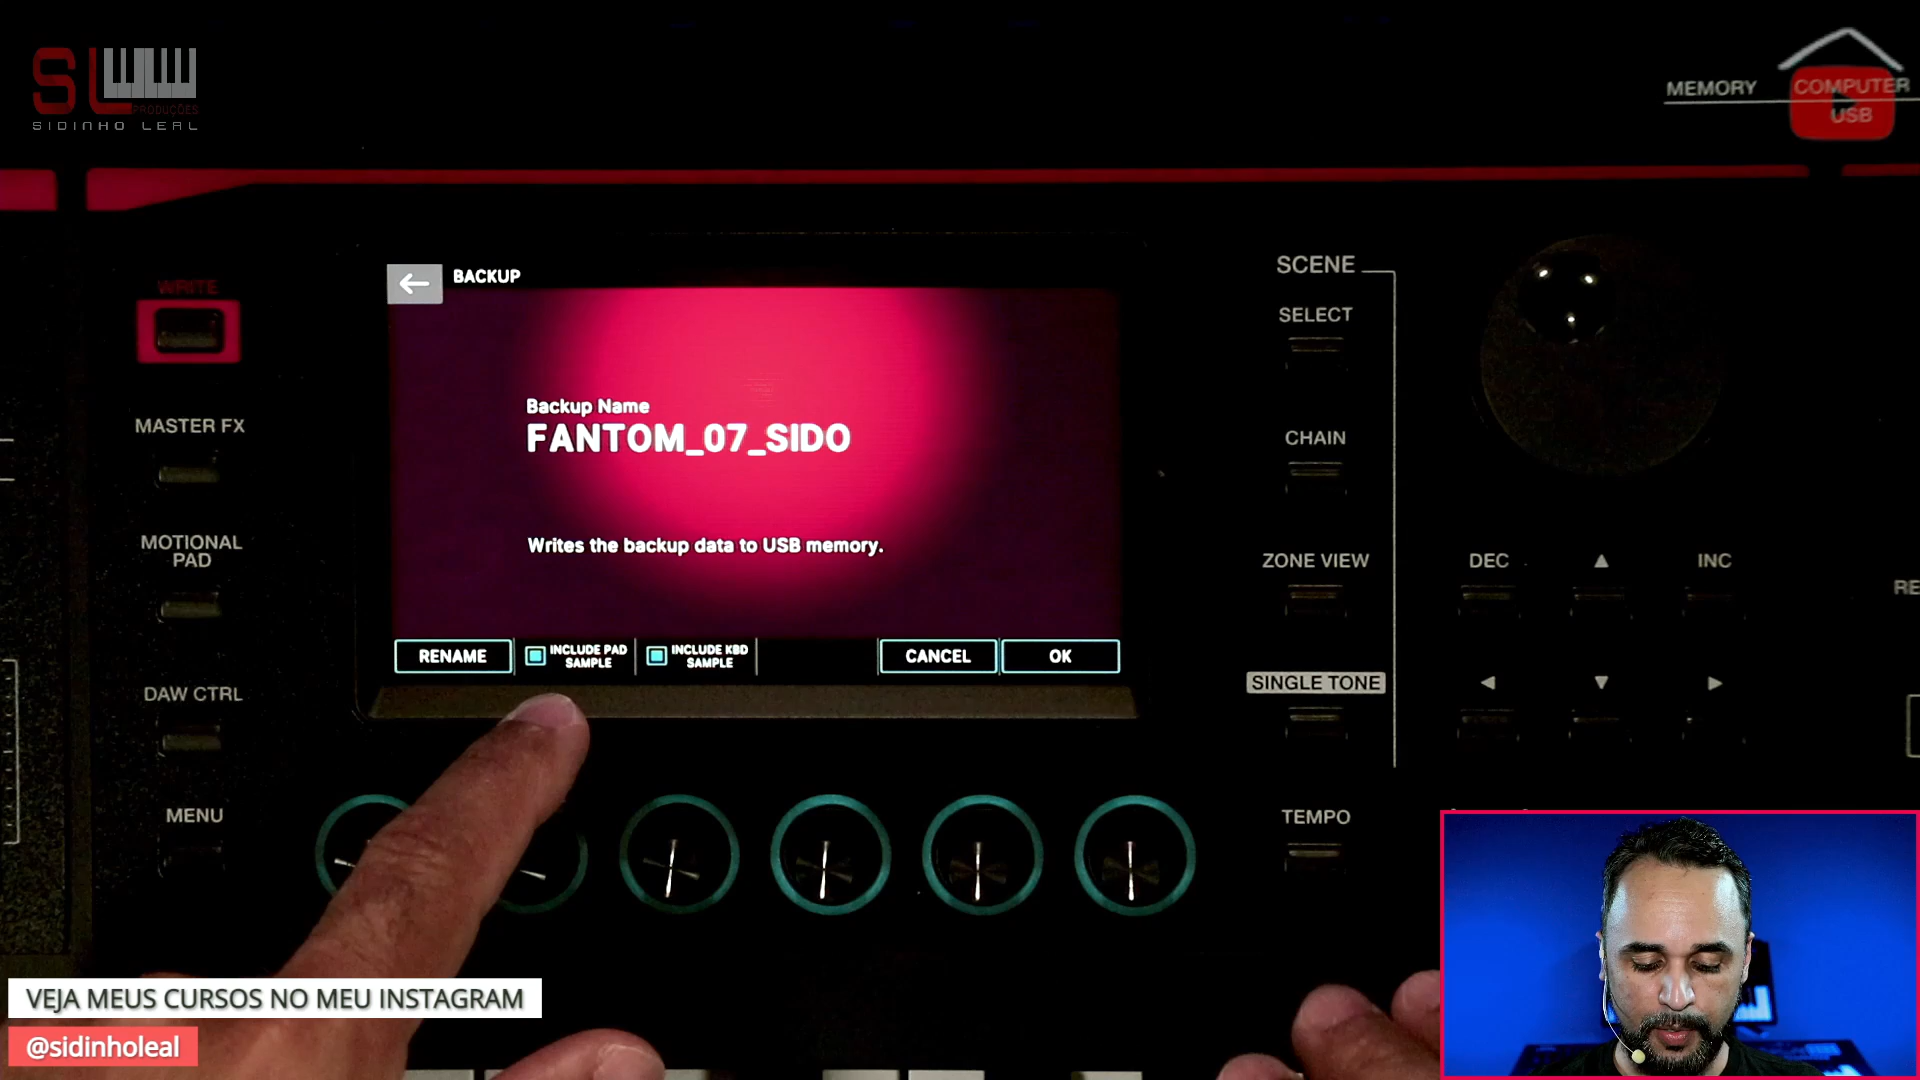 SL
PRODUÇÕES
SIDINHO LEAL
MEMORY
COMPUTER
USB
WRITE
MASTER FX
MOTIONAL
PAD
DAW CTRL
MENU
BACKUP
Backup Name
FANTOM_07_SIDO
Writes the backup data to USB memory.
RENAME
INCLUDE PAD
SAMPLE
INCLUDE KBD
SAMPLE
CANCEL
OK
SCENE
SELECT
CHAIN
ZONE VIEW
SINGLE TONE
TEMPO
DEC
INC
RE
VEJA MEUS CURSOS NO MEU INSTAGRAM
@sidinholeal